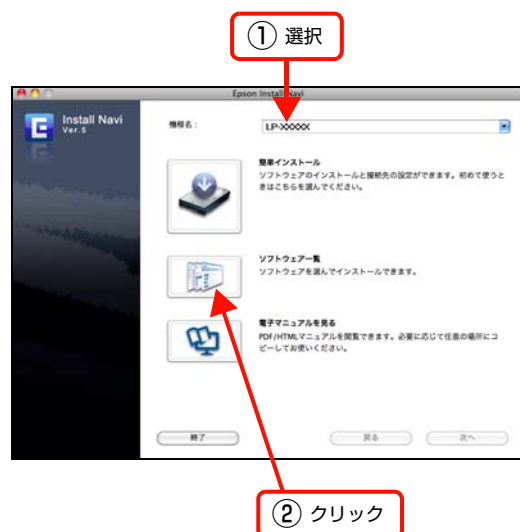 ① 選択
Epson Install Navi
Install Navi
Ver.5
機種名：
LP-XXXXX
簡単インストール
ソフトウェアのインストールと接続先の設定ができます。初めて使うと
きはこちらを選んでください。
ソフトウェア一覧
ソフトウェアを選んでインストールできます。
電子マニュアルを見る
PDF/HTMLマニュアルを閲覧できます。必要に応じて任意の場所にコ
ピーしてお使いください。
終了
戻る
次へ
② クリック